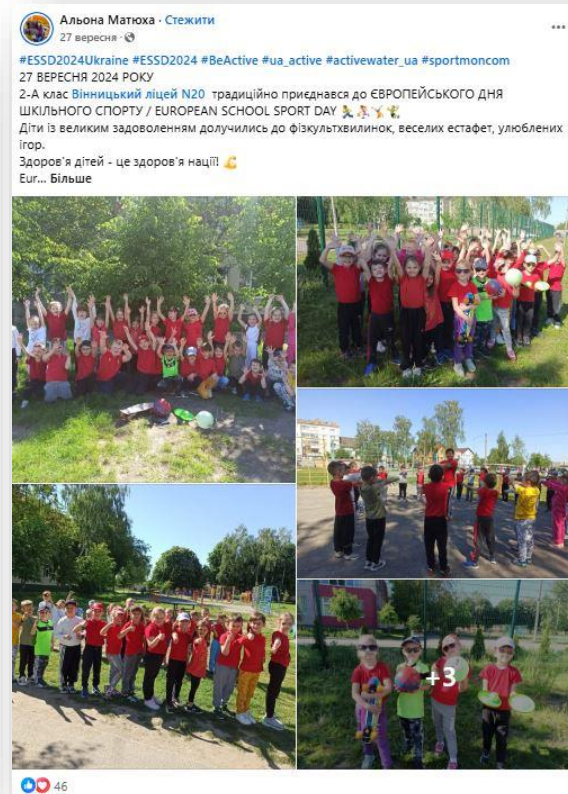 Альона Матюха · Стежити
27 вересня ·
#ESSD2024Ukraine #ESSD2024 #BeActive #ua_active #activewater_ua #sportmoncom
27 ВЕРЕСНЯ 2024 РОКУ
2-А клас Вінницький ліцей N20 традиційно приєднався до ЄВРОПЕЙСЬКОГО ДНЯ
ШКІЛЬНОГО СПОРТУ / EUROPEAN SCHOOL SPORT DAY
Діти із великим задоволенням долучились до фізкультхвилинок, веселих естафет, улюблених
ігор.
Здоров'я дітей - це здоров'я нації!
Eur... Більше
+3
46